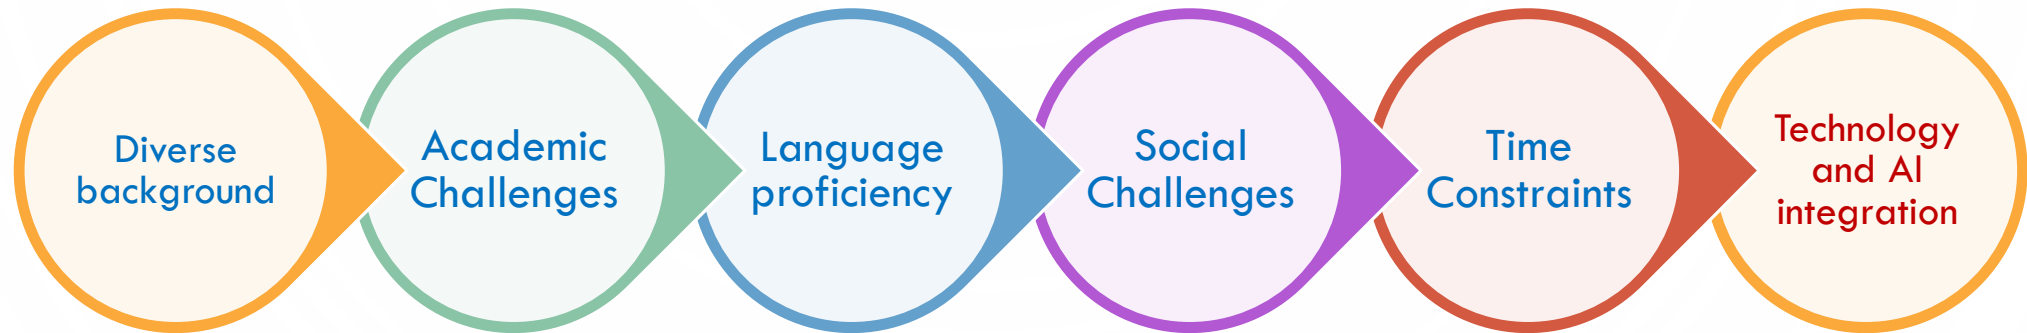 Diverse
background
Academic
Challenges
Language
proficiency
Social
Challenges
Time
Constraints
Technology
and AI
integration